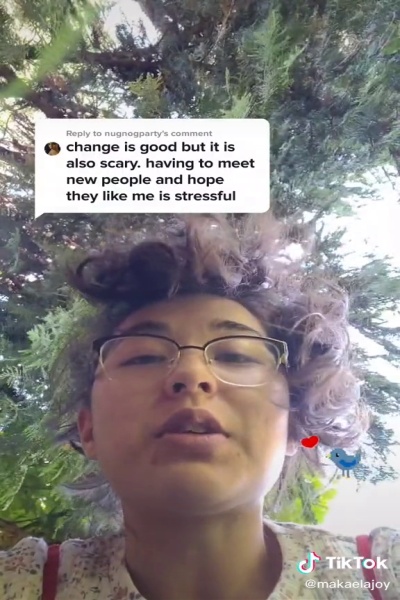 Reply to nugnogparty's comment
change is good but it is
also scary. having to meet
new people and hope
they like me is stressful
TikTok
@makaelajoy